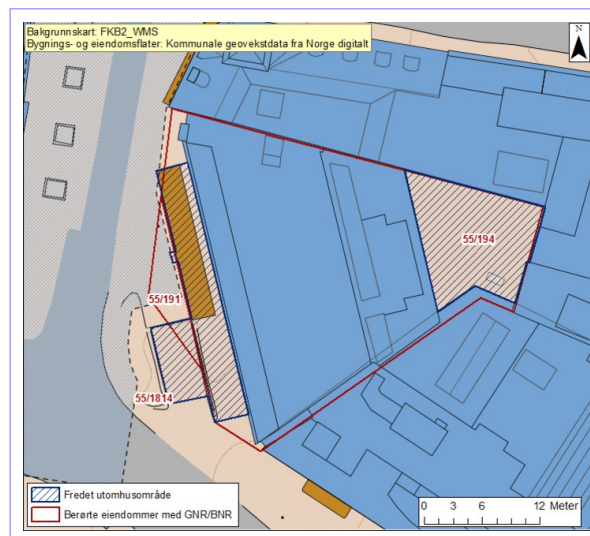 Bakgrunnskart: FKB2_WMS
Bygnings- og eiendomsflater: Kommunale geovekstdata fra Norge digitalt
N
55/194
55/191
55/1814
Fredet utomhusområde
Berørte eiendommer med GNR/BNR
0 3 6 12 Meter